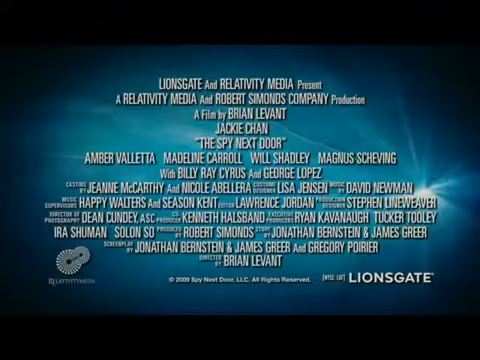 LIONSGATE And RELATIVITY MEDIA Present
A RELATIVITY MEDIA And ROBERT SIMONDS COMPANY Production
A Film by BRIAN LEVANT
JACKIE CHAN
"THE SPY NEXT DOOR"
AMBER VALLETTA MADELINE CARROLL WILL SHADLEY MAGNUS SCHEVING
With BILLY RAY CYRUS And GEORGE LOPEZ
CASTING BY JEANNE McCARTHY And NICOLE ABELLERA COSTUME DESIGNER LISA JENSEN MUSIC BY DAVID NEWMAN
MUSIC SUPERVISORS HAPPY WALTERS And SEASON KENT EDITOR LAWRENCE JORDAN PRODUCTION DESIGNER STEPHEN LINEWEAVER
DIRECTOR OF PHOTOGRAPHY DEAN CUNDEY, ASC CO-PRODUCER KENNETH HALSBAND EXECUTIVE PRODUCERS RYAN KAVANAUGH TUCKER TOOLEY
IRA SHUMAN SOLON SO PRODUCED BY ROBERT SIMONDS STORY BY JONATHAN BERNSTEIN & JAMES GREER
SCREENPLAY BY JONATHAN BERNSTEIN & JAMES GREER And GREGORY POIRIER
DIRECTED BY BRIAN LEVANT
RELATIVITYMEDIA
© 2009 Spy Next Door, LLC. All Rights Reserved.
[NYSE: LGF] LIONSGATE®